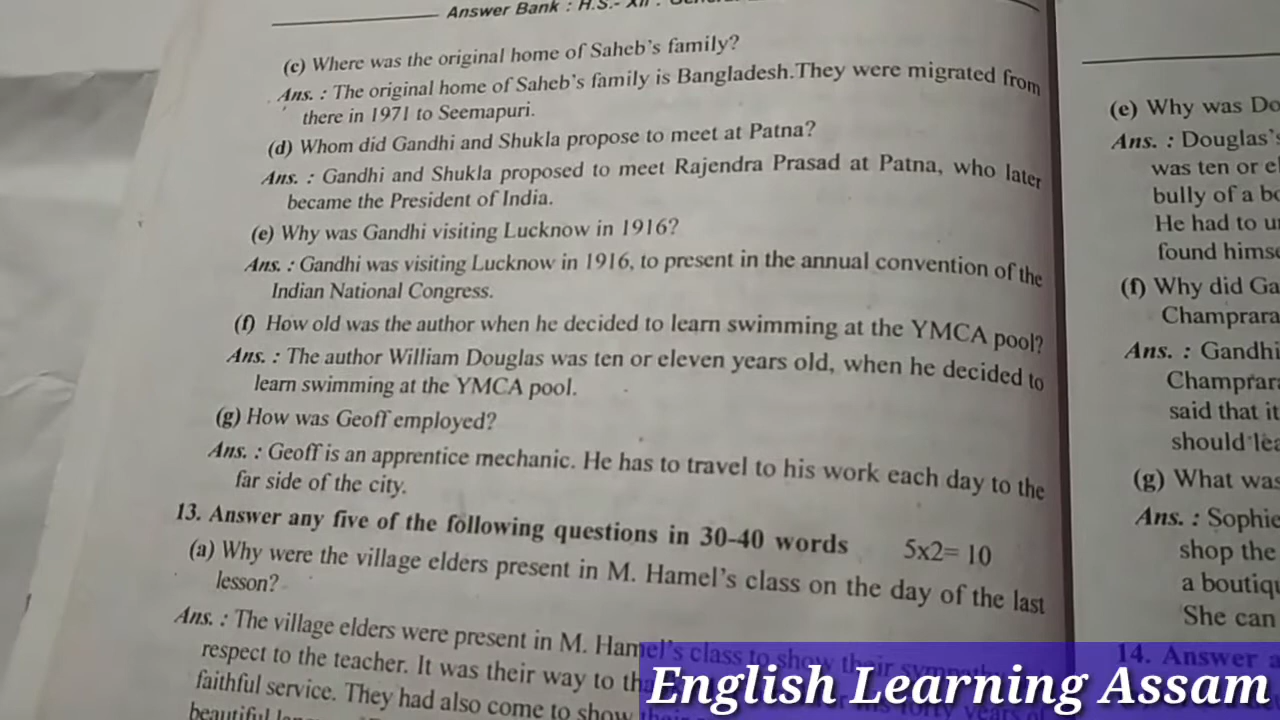 Answer Bank : H.S.- XII :
(c) Where was the original home of Saheb's family?
Ans. : The original home of Saheb's family is Bangladesh.They were migrated from
there in 1971 to Seemapuri.
(d) Whom did Gandhi and Shukla propose to meet at Patna?
Ans. : Gandhi and Shukla proposed to meet Rajendra Prasad at Patna, who later
became the President of India.
(e) Why was Gandhi visiting Lucknow in 1916?
Ans. : Gandhi was visiting Lucknow in 1916, to present in the annual convention of the
Indian National Congress.
(f) How old was the author when he decided to learn swimming at the YMCA pool?
Ans. : The author William Douglas was ten or eleven years old, when he decided to
learn swimming at the YMCA pool.
(g) How was Geoff employed?
Ans. : Geoff is an apprentice mechanic. He has to travel to his work each day to the
far side of the city.
13. Answer any five of the following questions in 30-40 words 5x2= 10
(a) Why were the village elders present in M. Hamel's class on the day of the last
lesson?
Ans. : The village elders were present in M. Hamel's class to show their
respect to the teacher. It was their way to
faithful service. They had also come to show
beautiful
(e) Why was
Ans. : Douglas's
was ten or
bully of a
He had to
found
(f) Why did
Ans. : Gandhi
said that it
should
(g) What was
Ans. : Sophie
shop the
a
She can
14. Answer
English Learning Assam